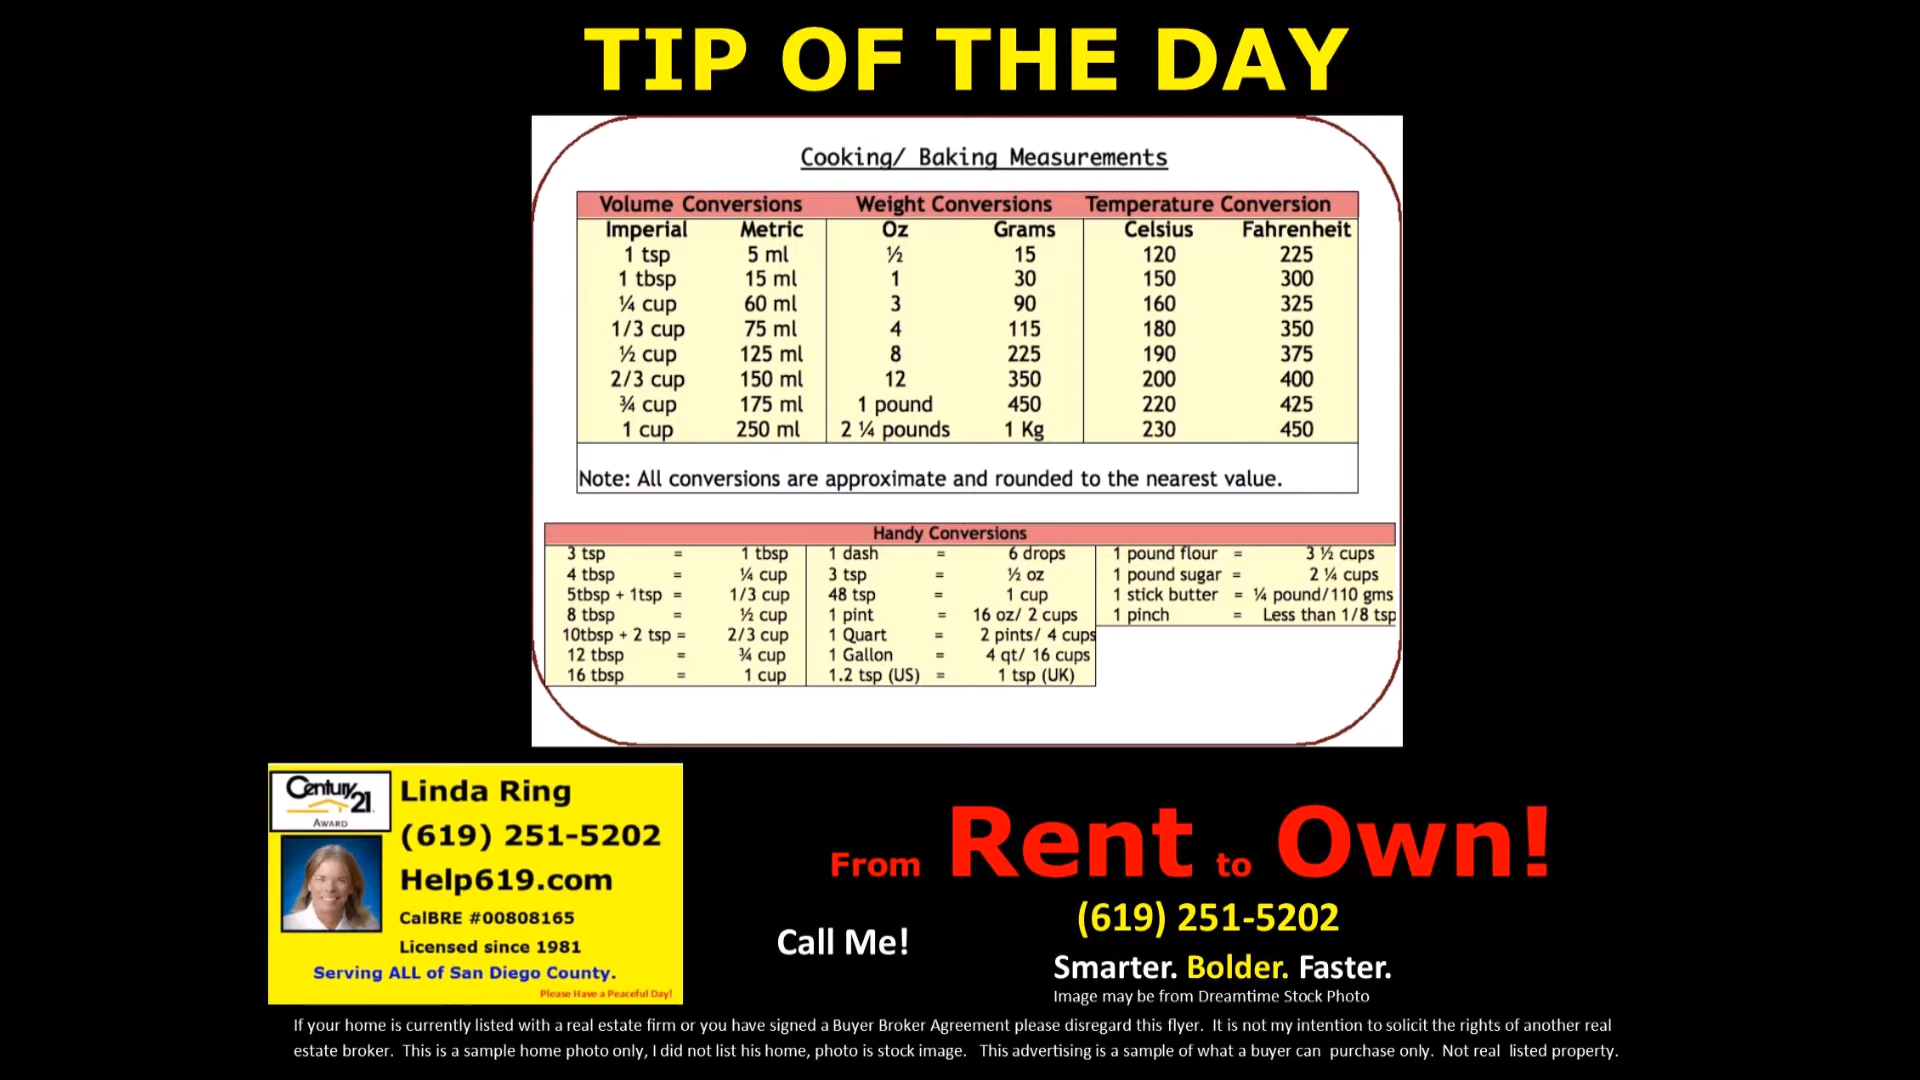 TIP OF THE DAY
Cooking/ Baking Measurements
Volume Conversions Weight Conversions Temperature Conversion
Imperial Metric Oz Grams Celsius Fahrenheit
1 tsp 5 ml ½ 15 120 225
1 tbsp 15 ml 1 30 150 300
¼ cup 60 ml 3 90 160 325
1/3 cup 75 ml 4 115 180 350
½ cup 125 ml 8 225 190 375
2/3 cup 150 ml 12 350 200 400
¾ cup 175 ml 1 pound 450 220 425
1 cup 250 ml 2 ¼ pounds 1 Kg 230 450
Note: All conversions are approximate and rounded to the nearest value.
Handy Conversions
3 tsp = 1 tbsp 1 dash = 6 drops 1 pound flour = 3 ½ cups
4 tbsp = ¼ cup 3 tsp = ½ oz 1 pound sugar = 2 ¼ cups
5tbsp + 1tsp = 1/3 cup 48 tsp = 1 cup 1 stick butter = ¼ pound/110 gms
8 tbsp = ½ cup 1 pint = 16 oz/ 2 cups 1 pinch = Less than 1/8 tsp
10tbsp + 2 tsp = 2/3 cup 1 Quart = 2 pints/ 4 cups
12 tbsp = ¾ cup 1 Gallon = 4 qt/ 16 cups
16 tbsp = 1 cup 1.2 tsp (US) = 1 tsp (UK)
Century 21
AWARD
Linda Ring
(619) 251-5202
Help619.com
CalBRE #00808165
Licensed since 1981
Serving ALL of San Diego County.
Please Have a Peaceful Day!
From Rent to Own!
Call Me!
(619) 251-5202
Smarter. Bolder. Faster.
Image may be from Dreamtime Stock Photo
If your home is currently listed with a real estate firm or you have signed a Buyer Broker Agreement please disregard this flyer. It is not my intention to solicit the rights of another real
estate broker. This is a sample home photo only, I did not list his home, photo is stock image. This advertising is a sample of what a buyer can purchase only. Not real listed property.